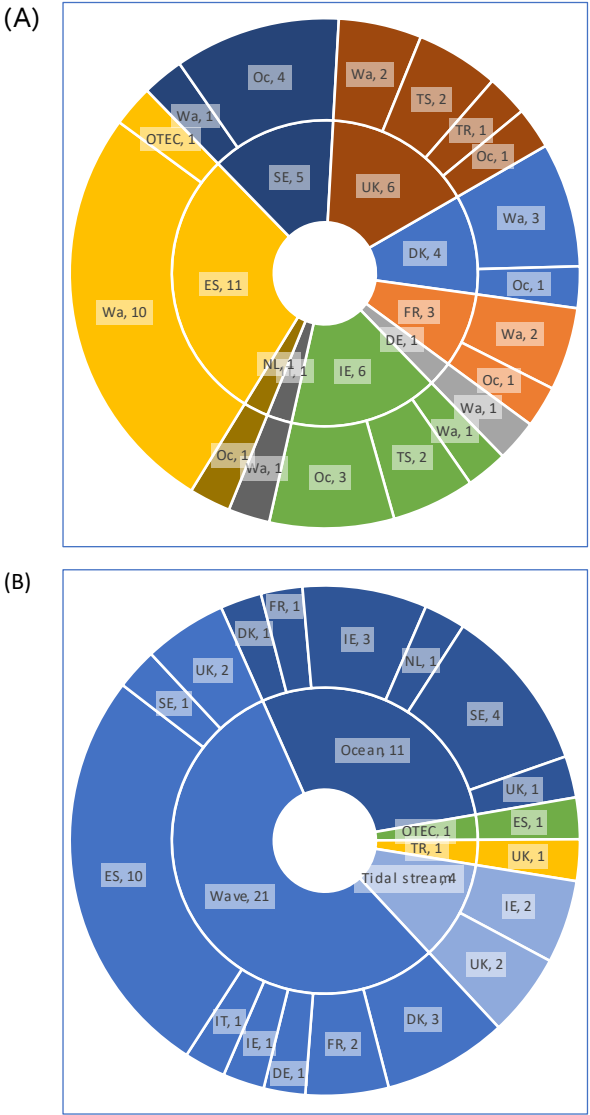 (A)
Oc, 4
Wa, 2
TS, 2
Wa, 1
TR, 1
OTEC, 1
Oc, 1
SE, 5
UK, 6
Wa, 3
DK, 4
ES, 11
Oc, 1
Wa, 10
FR, 3
Wa, 2
DE, 1
NL, 1
, 1
IE, 6
Oc, 1
Wa, 1
Wa, 1
Oc, 1
TS, 2
Wa, 1
Oc, 3
(B)
FR, 1
DK, 1
IE, 3
NL, 1
UK, 2
SE, 1
SE, 4
Ocean, 11
UK, 1
OTEC, 1
ES, 1
TR, 1
UK, 1
ES, 10
Tidal stream, 4
Wave, 21
IE, 2
UK, 2
IT, 1
DK, 3
IE, 1
FR, 2
DE, 1